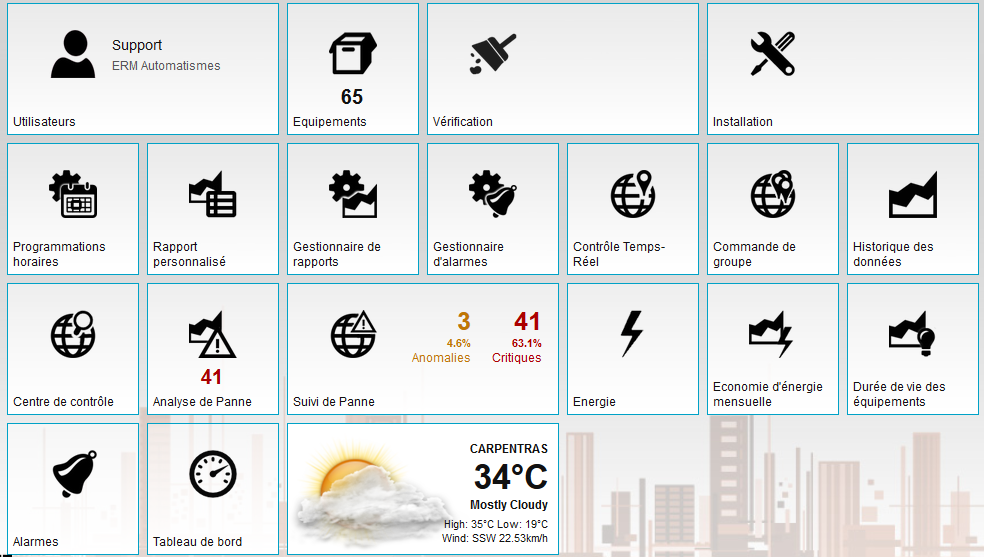 Support
ERM Automatismes
Utilisateurs
65
Equipements
Vérification
Installation
Programmations
horaires
Rapport
personnalisé
Gestionnaire de
rapports
Gestionnaire
d'alarmes
Contrôle Temps-
Réel
Commande de
groupe
Historique des
données
Centre de contrôle
41
Analyse de Panne
3
4.6%
Anomalies
41
63.1%
Critiques
Suivi de Panne
Energie
Economie d'énergie
mensuelle
Durée de vie des
équipements
Alarmes
Tableau de bord
CARPENTRAS
34°C
Mostly Cloudy
High: 35°C Low: 19°C
Wind: SSW 22.53km/h